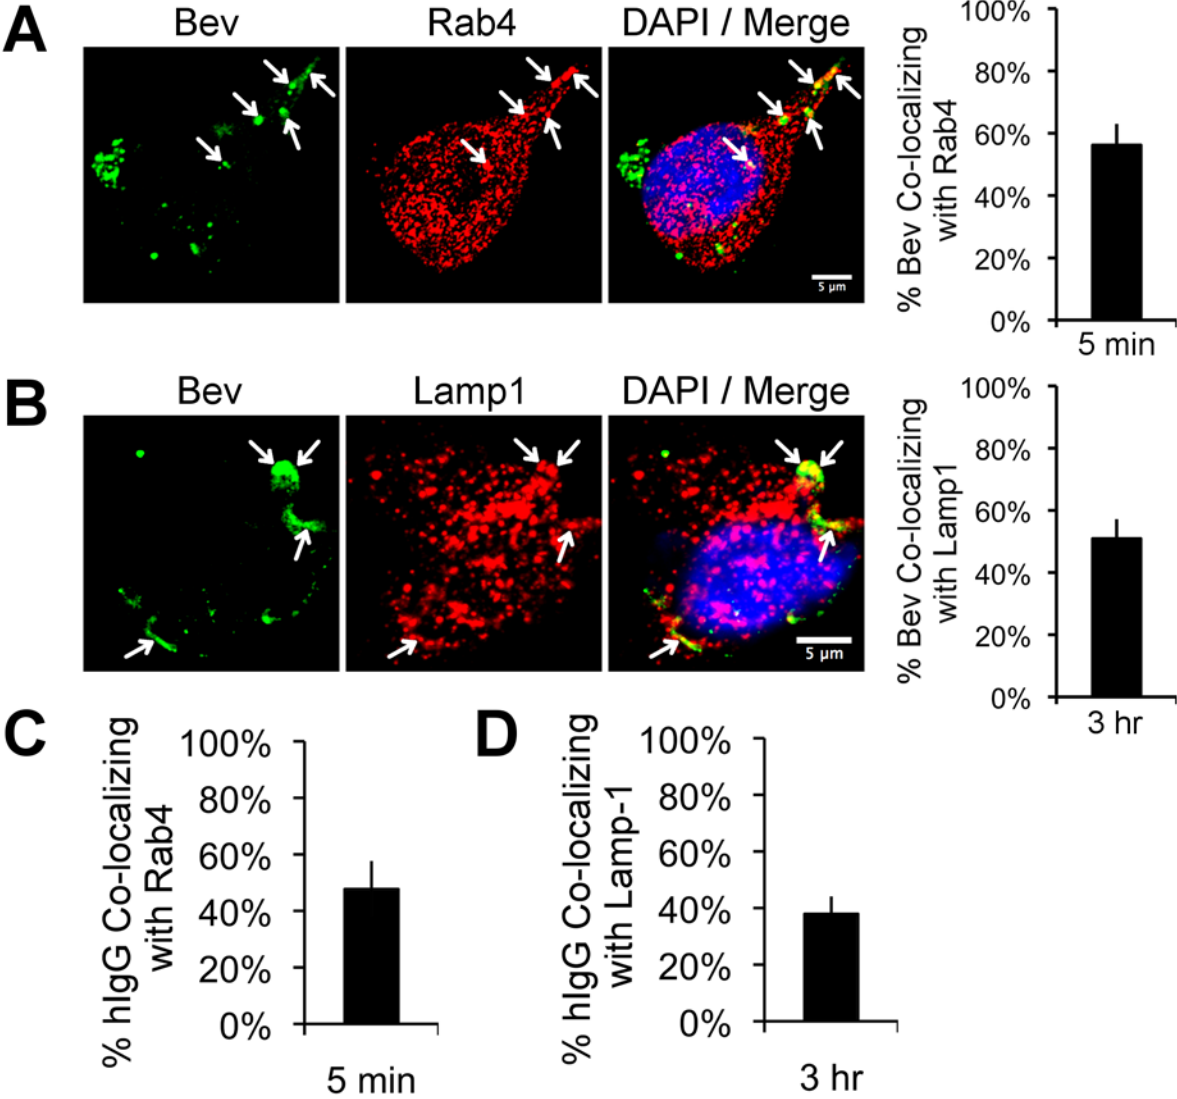 A
Bev
Rab4
DAPI / Merge
5 µm
% Bev Co-localizing
with Rab4
100%
80%
60%
40%
20%
0%
5 min
B
Bev
Lamp1
DAPI / Merge
5 µm
% Bev Co-localizing
with Lamp1
100%
80%
60%
40%
20%
0%
3 hr
C
% hIgG Co-localizing
with Rab4
100%
80%
60%
40%
20%
0%
5 min
D
% hIgG Co-localizing
with Lamp-1
100%
80%
60%
40%
20%
0%
3 hr